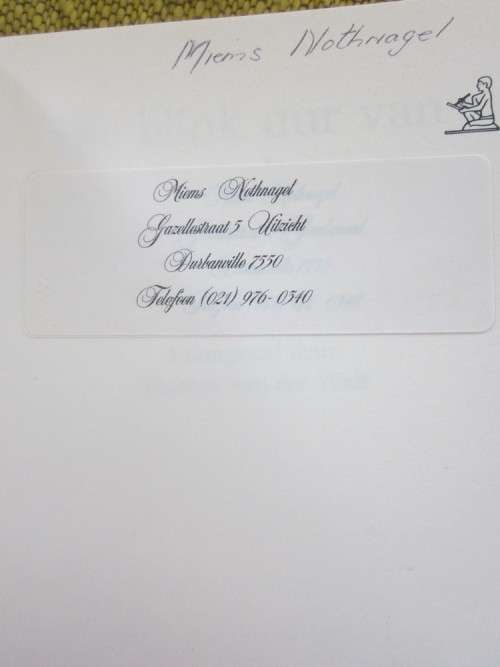 Miems Nothnagel
Miems Nothnagel
Gazellestraat 5 Uitzicht
Durbanville 7550
Telefoon (021) 976-0540